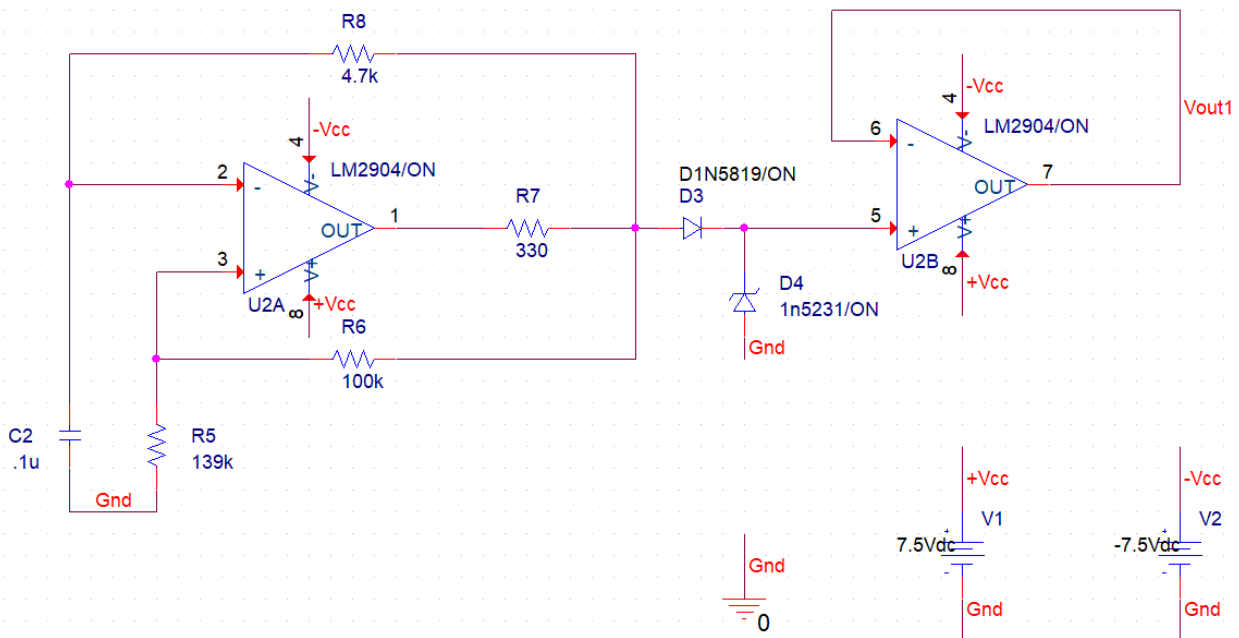 R8
4.7k
-Vcc
4
V-
LM2904/ON
2
-
OUT
1
3
+
V+
U2A
8
+Vcc
R7
330
R6
100k
C2
.1u
R5
139k
Gnd
D1N5819/ON
D3
D4
1n5231/ON
Gnd
-Vcc
4
V-
LM2904/ON
6
-
OUT
7
5
+
V+
U2B
8
+Vcc
Vout1
Gnd
0
+Vcc
V1
7.5Vdc
+
-
Gnd
-Vcc
V2
-7.5Vdc
+
-
Gnd